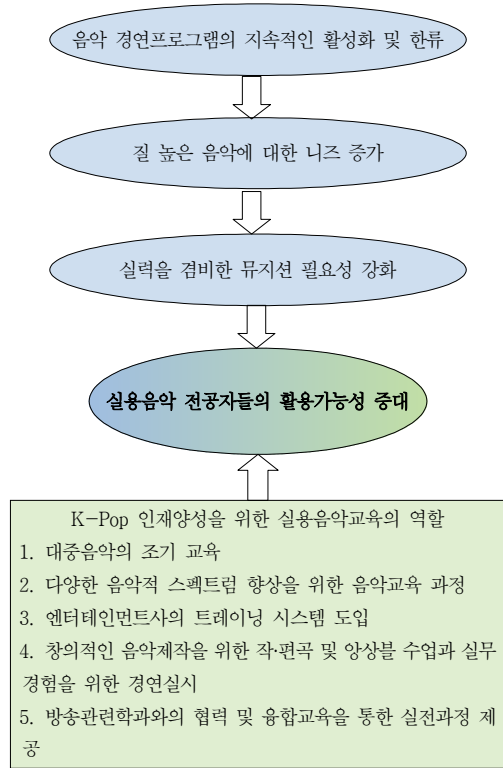 음악 경연프로그램의 지속적인 활성화 및 한류
질 높은 음악에 대한 니즈 증가
실력을 겸비한 뮤지션 필요성 강화
실용음악 전공자들의 활용가능성 증대
K-Pop 인재양성을 위한 실용음악교육의 역할
1. 대중음악의 조기 교육
2. 다양한 음악적 스펙트럼 향상을 위한 음악교육 과정
3. 엔터테인먼트사의 트레이닝 시스템 도입
4. 창의적인 음악제작을 위한 작·편곡 및 앙상블 수업과 실무
경험을 위한 경연실시
5. 방송관련학과와의 협력 및 융합교육을 통한 실전과정 제
공